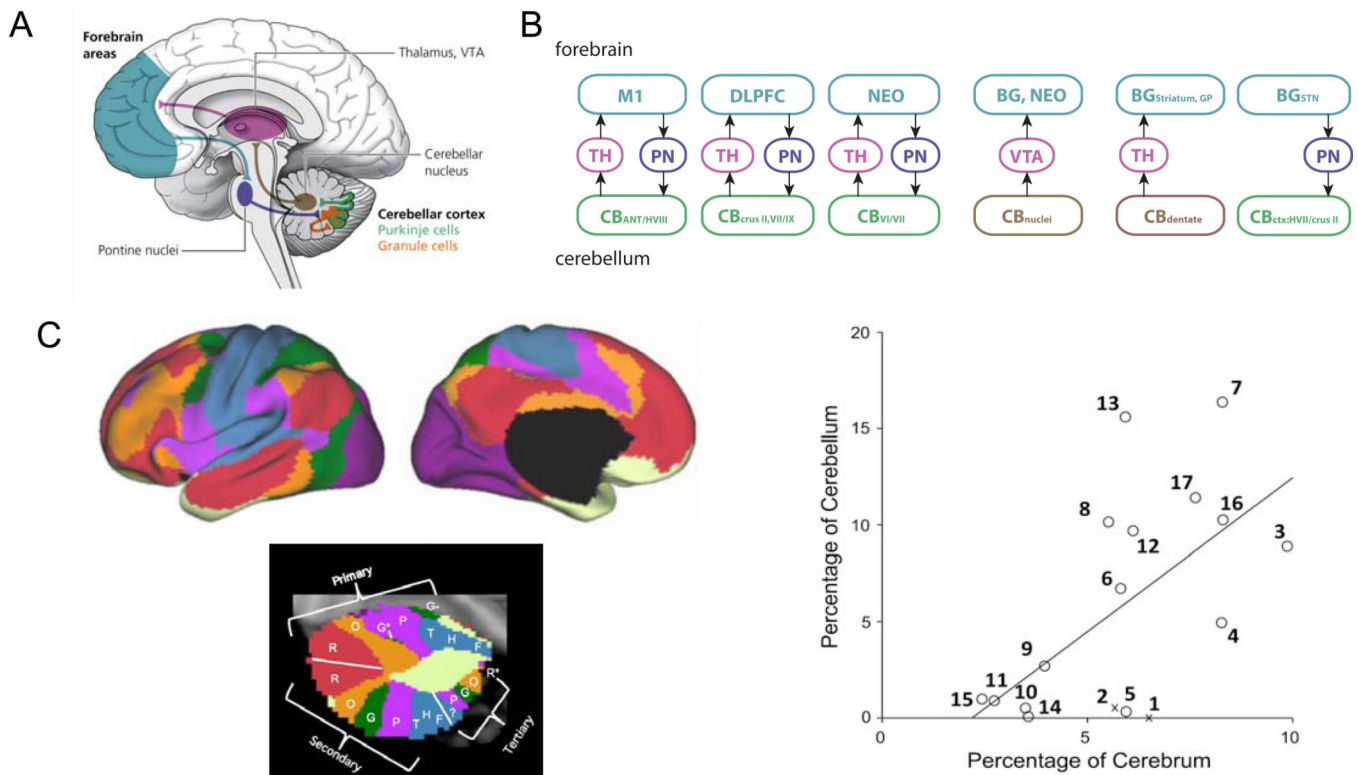 A
Forebrain
areas
Thalamus, VTA
Cerebellar
nucleus
Cerebellar cortex
Purkinje cells
Granule cells
Pontine nuclei
B
forebrain
M1
DLPFC
NEO
BG, NEO
BGStriatum, GP
BGSTN
TH
PN
TH
PN
TH
PN
VTA
TH
PN
CBANT/HVIII
CBcrus II,VII/IX
CBVI/VII
CBnuclei
CBdentate
CBctx:HVII/crus II
cerebellum
C
Primary
Secondary
Tertiary
R
O
G*
P
G-
T
H
F
R*
R
O
G
P
T
H
F
?
P
G
O
Percentage of Cerebellum
20
15
10
5
0
13
7
17
16
8
12
3
6
4
9
11
10
15
14
2
5
1
0
5
10
Percentage of Cerebrum